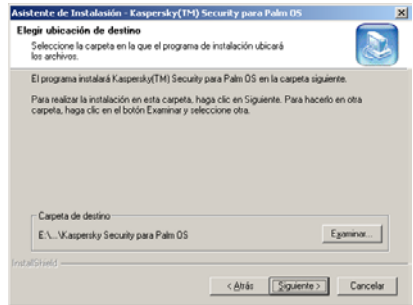 Asistente de Instalasión - Kaspersky(TM) Security para Palm OS
Elegir ubicación de destino
Seleccione la carpeta en la que el programa de instalación ubicará
los archivos.
El programa instalará Kaspersky(TM) Security para Palm OS en la carpeta siguiente.
Para realizar la instalación en esta carpeta, haga clic en Siguiente. Para hacerlo en otra
carpeta, haga clic en el botón Examinar y seleccione otra.
Carpeta de destino
E:\...\Kaspersky Security para Palm OS
Examinar...
InstallShield
< Atrás
Siguiente >
Cancelar